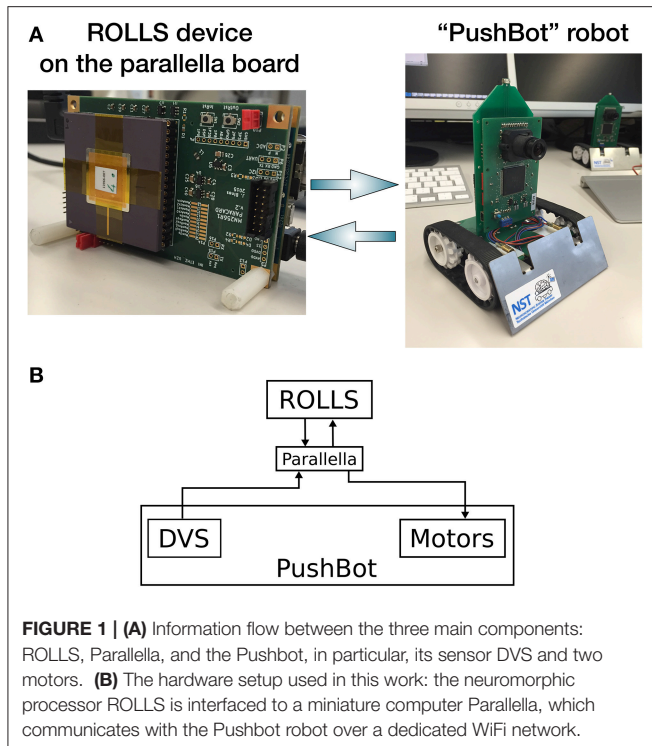 A
ROLLS device
on the parallella board
"PushBot" robot
NST
B
ROLLS
Parallella
DVS
Motors
PushBot
FIGURE 1 | (A) Information flow between the three main components:
ROLLS, Parallella, and the Pushbot, in particular, its sensor DVS and two
motors. (B) The hardware setup used in this work: the neuromorphic
processor ROLLS is interfaced to a miniature computer Parallella, which
communicates with the Pushbot robot over a dedicated WiFi network.